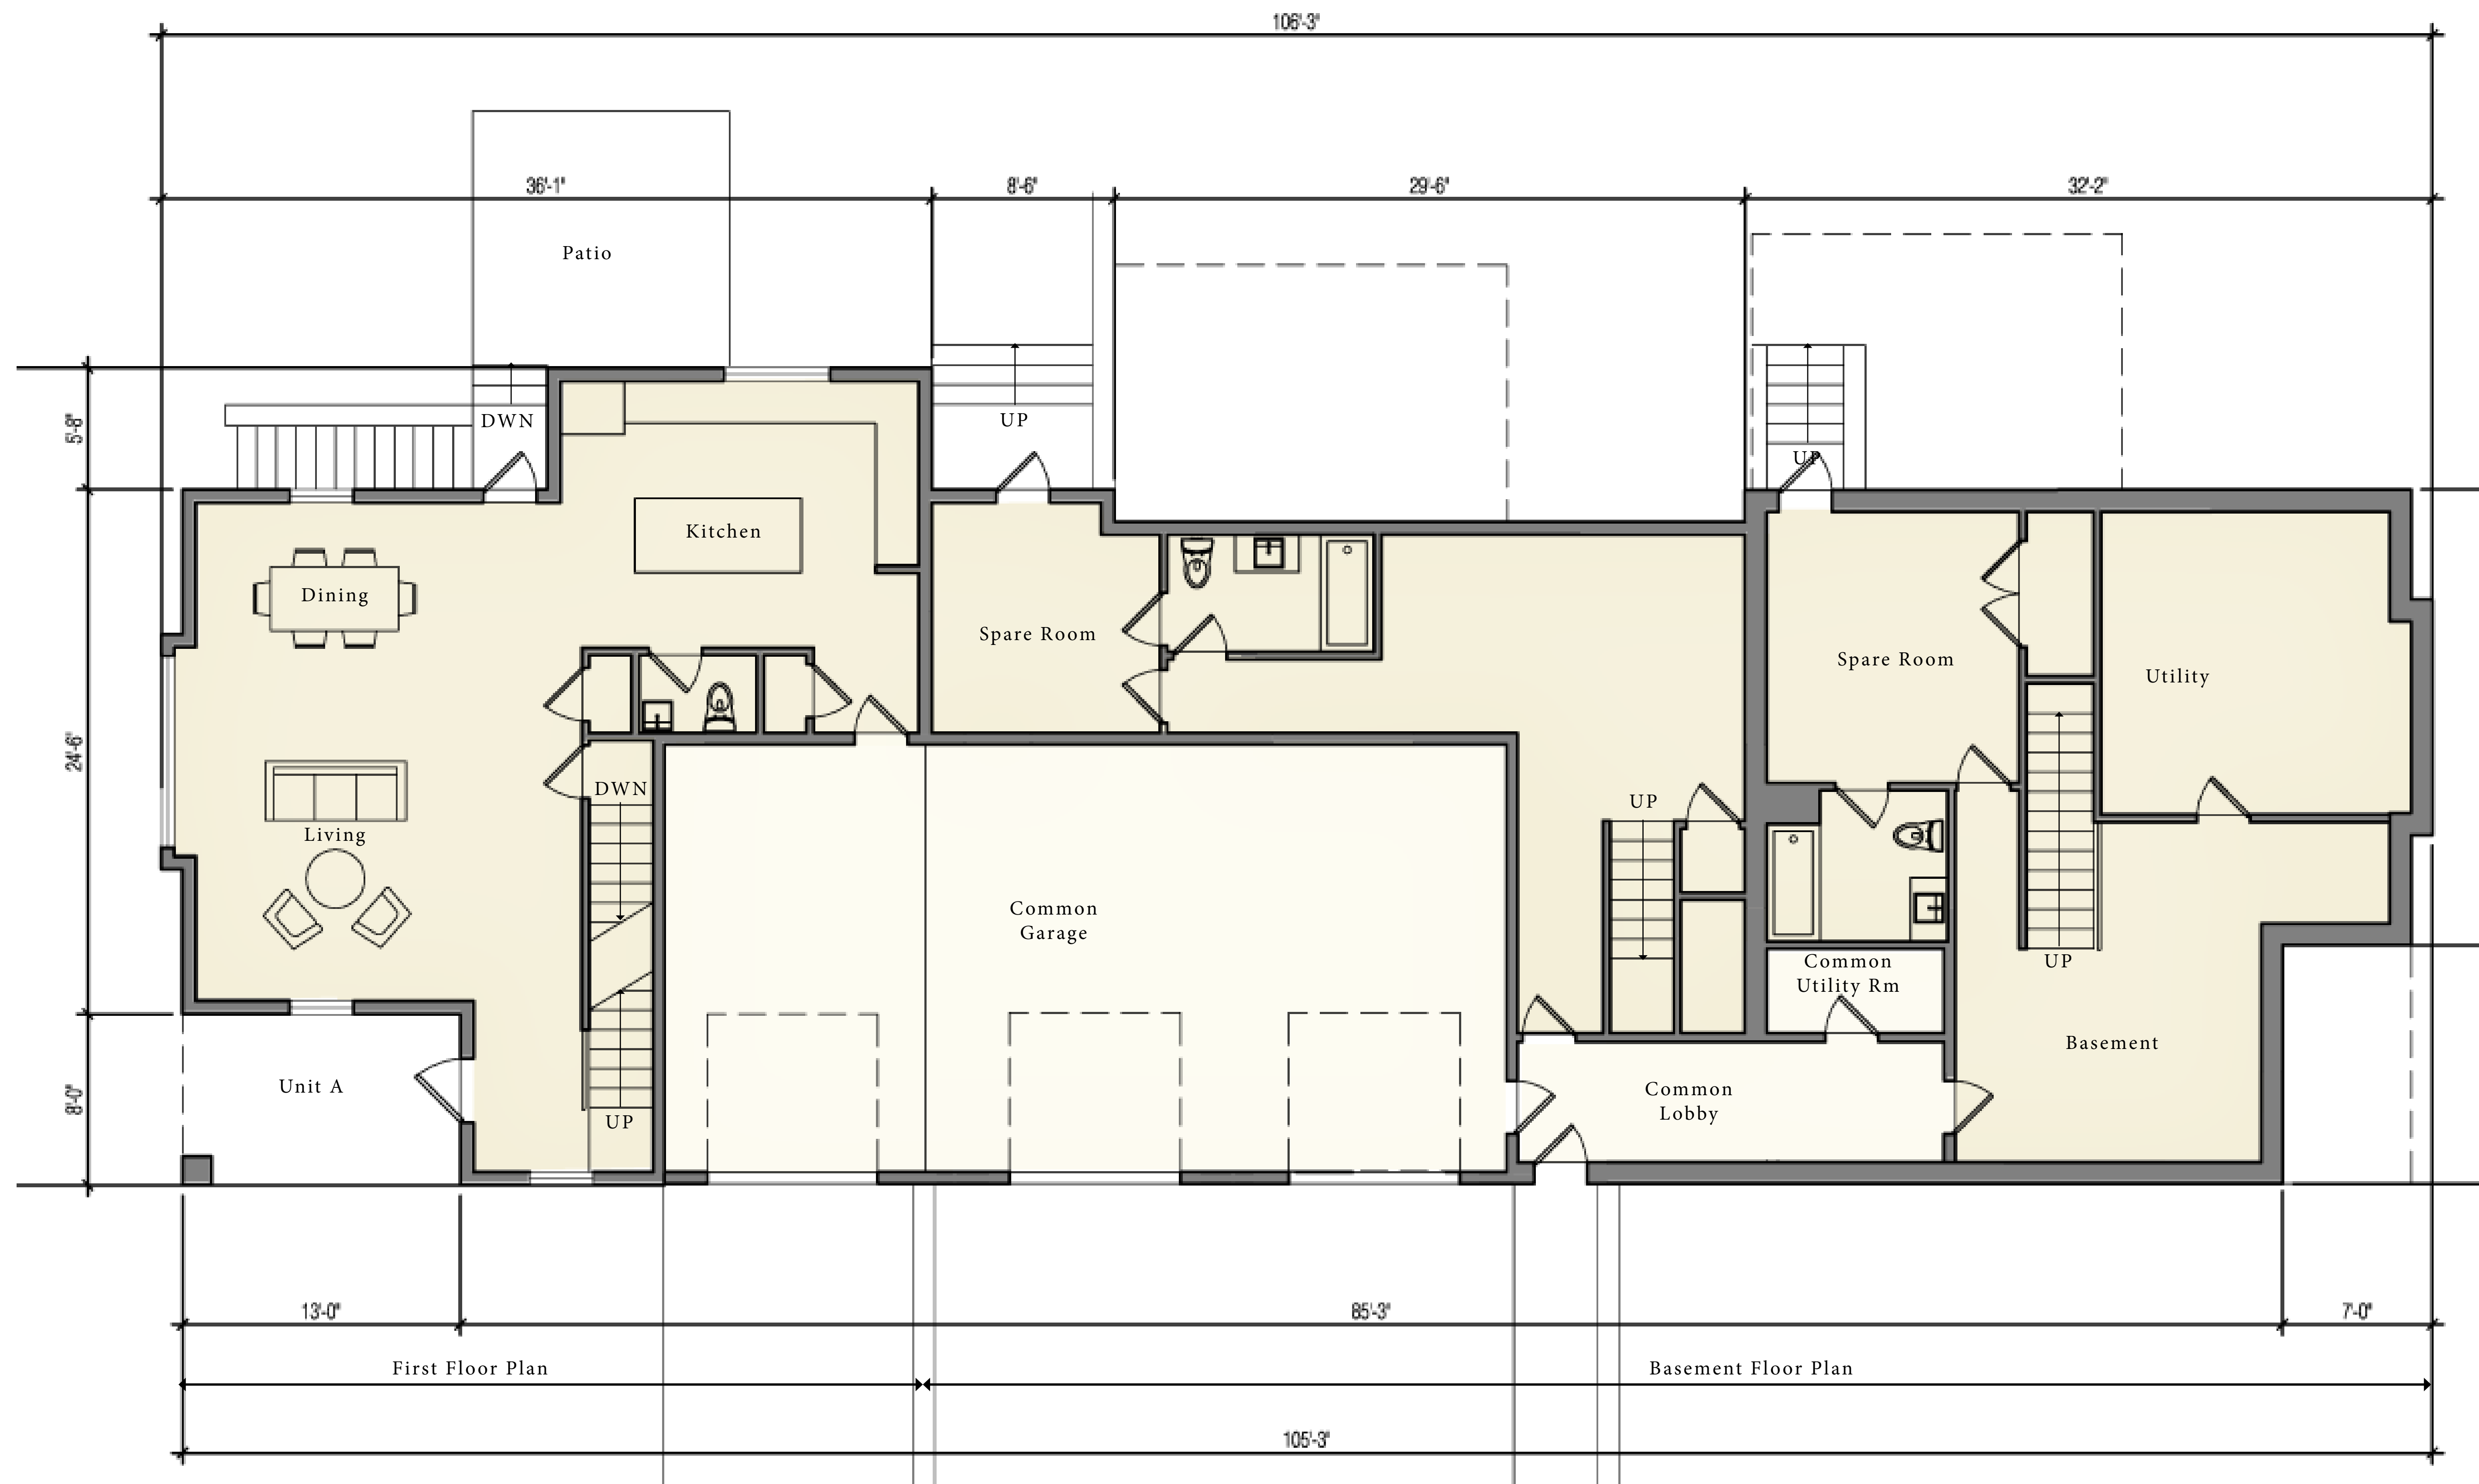 106'-3"
36'-1"
8'-6"
29'-6"
32'-2"
Patio
5'-8"
DWN
UP
UP
Kitchen
Dining
Spare Room
Spare Room
Utility
24'-6"
DWN
UP
Living
Common
Garage
Common
Utility Rm
UP
Basement
Unit A
8'-0"
Common
Lobby
UP
13'-0"
85'-3"
7'-0"
First Floor Plan
Basement Floor Plan
105'-3"